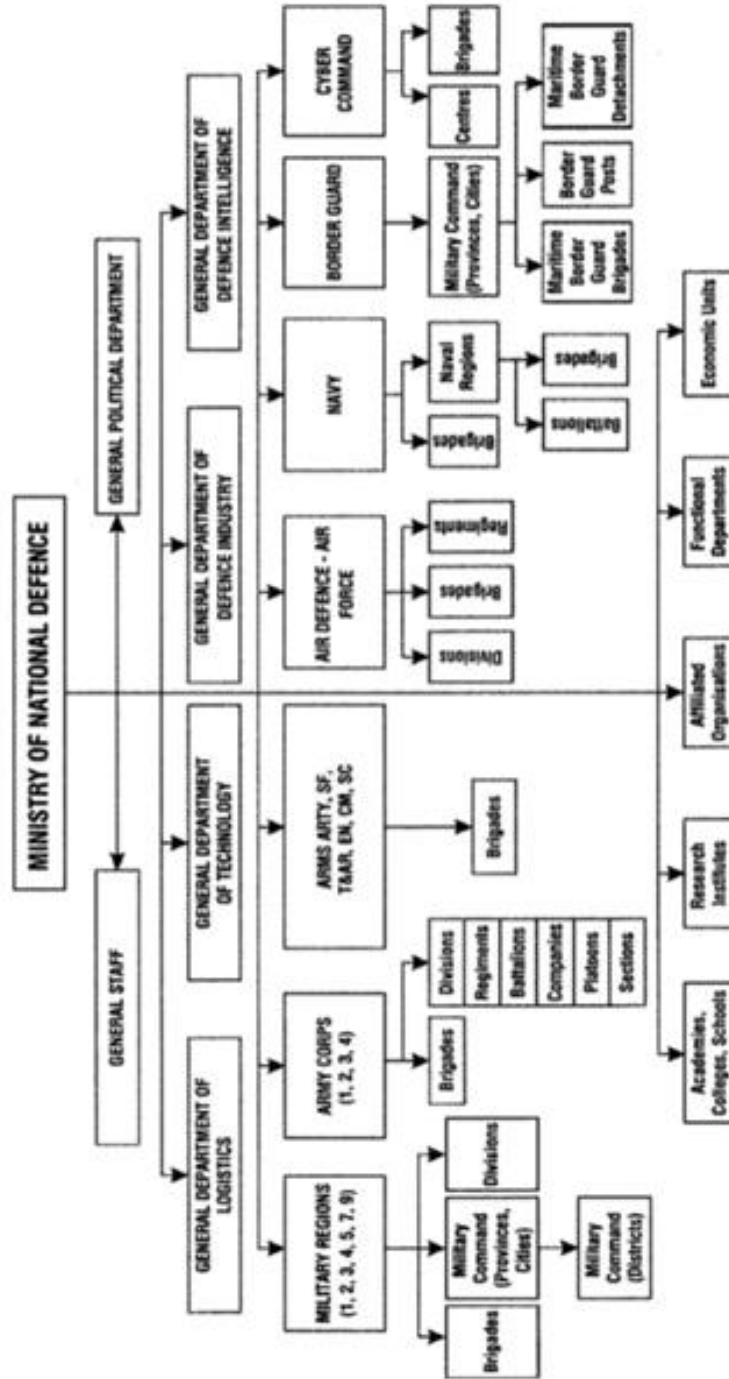 MINISTRY OF NATIONAL DEFENCE
GENERAL STAFF
GENERAL POLITICAL DEPARTMENT
GENERAL DEPARTMENT OF
LOGISTICS
GENERAL DEPARTMENT
OF TECHNOLOGY
GENERAL DEPARTMENT OF
DEFENCE INDUSTRY
GENERAL DEPARTMENT OF
DEFENCE INTELLIGENCE
MILITARY REGIONS
(1, 2, 3, 4, 5, 7, 9)
ARMY CORPS
(1, 2, 3, 4)
ARMS ARTY, SF,
T&AR, EN, CM, SC
AIR DEFENCE - AIR
FORCE
NAVY
BORDER GUARD
CYBER
COMMAND
Brigades
Military
Command
(Provinces,
Cities)
Divisions
Military
Command
(Districts)
Brigades
Divisions
Regiments
Battalions
Companies
Platoons
Sections
Brigades
Divisions
Brigades
Regiments
Brigades
Naval
Regions
Battalions
Brigades
Military Command
(Provinces, Cities)
Maritime
Border
Guard
Brigades
Border
Guard
Posts
Maritime
Border
Guard
Detachments
Centres
Brigades
Academies,
Colleges, Schools
Research
Institutes
Affiliated
Organisations
Functional
Departments
Economic Units